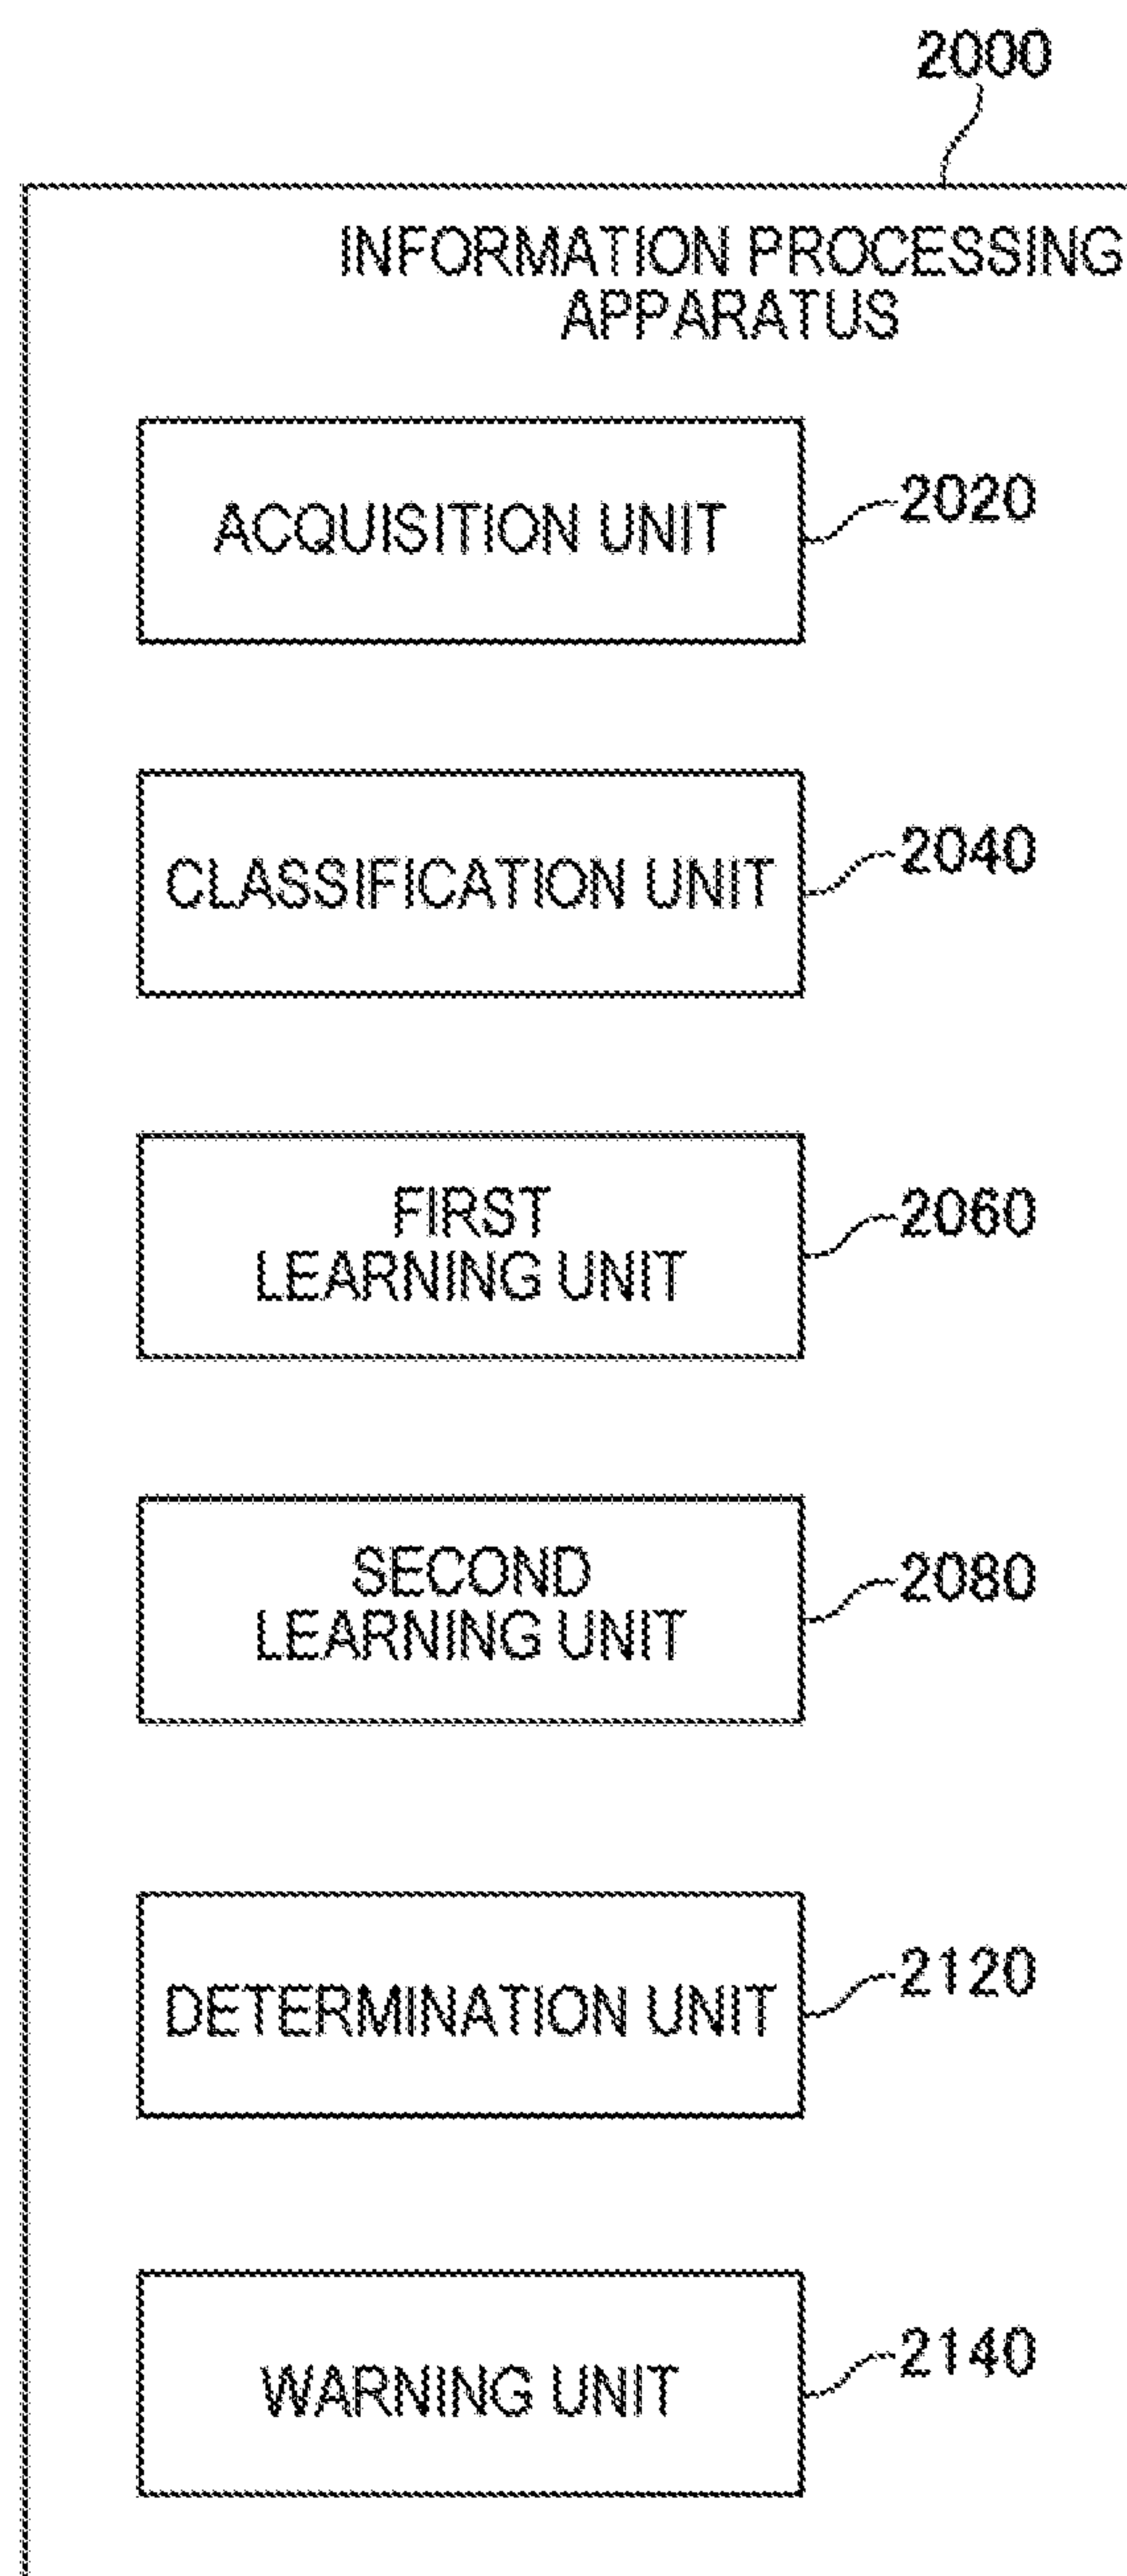 2000
INFORMATION PROCESSING
APPARATUS
ACQUISITION UNIT
2020
CLASSIFICATION UNIT
2040
FIRST
LEARNING UNIT
2060
SECOND
LEARNING UNIT
2080
DETERMINATION UNIT
2120
WARNING UNIT
2140